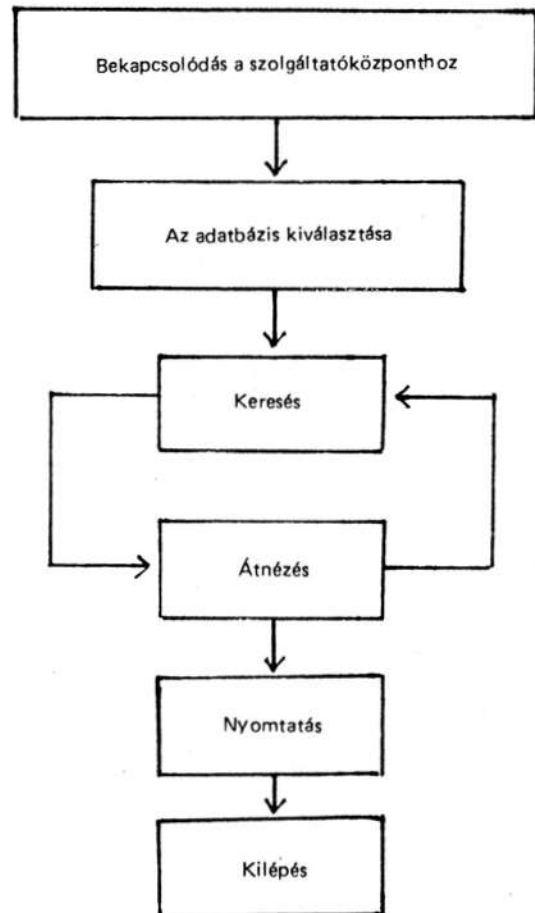 Bekapcsolódás a szolgáltatóközponthoz
Az adatbázis kiválasztása
Keresés
Átnézés
Nyomtatás
Kilépés